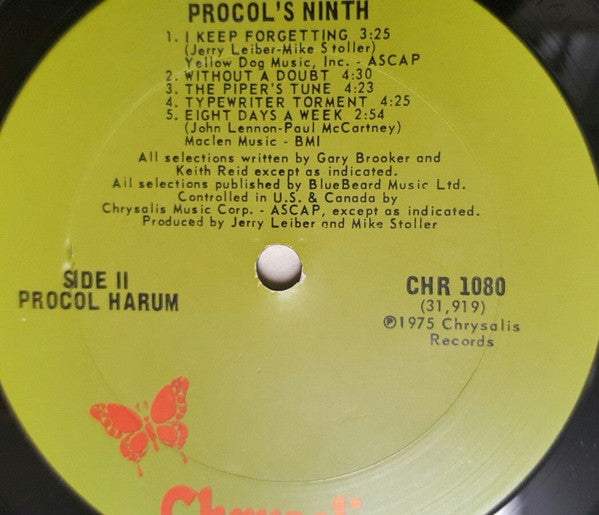 PROCOL'S NINTH
1. I KEEP FORGETTING 3:25
(Jerry Leiber-Mike Stoller)
Yellow Dog Music, Inc. - ASCAP
2. WITHOUT A DOUBT 4:30
3. THE PIPER'S TUNE 4:23
4. TYPEWRITER TORMENT 4:25
5. EIGHT DAYS A WEEK 2:54
(John Lennon-Paul McCartney)
Maclen Music - BMI
All selections written by Gary Brooker and
Keith Reid except as indicated.
All selections published by BlueBeard Music Ltd.
Controlled in U.S. & Canada by
Chrysalis Music Corp. - ASCAP, except as indicated.
Produced by Jerry Leiber and Mike Stoller
SIDE II
PROCOL HARUM
CHR 1080
(31,919)
℗1975 Chrysalis
Records